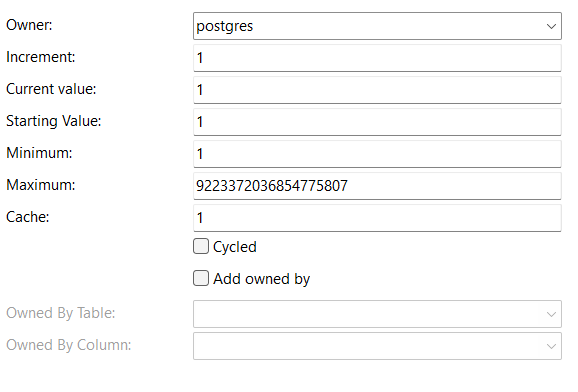 Owner: postgres
Increment: 1
Current value: 1
Starting Value: 1
Minimum: 1
Maximum: 9223372036854775807
Cache: 1
Cycled
Add owned by
Owned By Table:
Owned By Column: